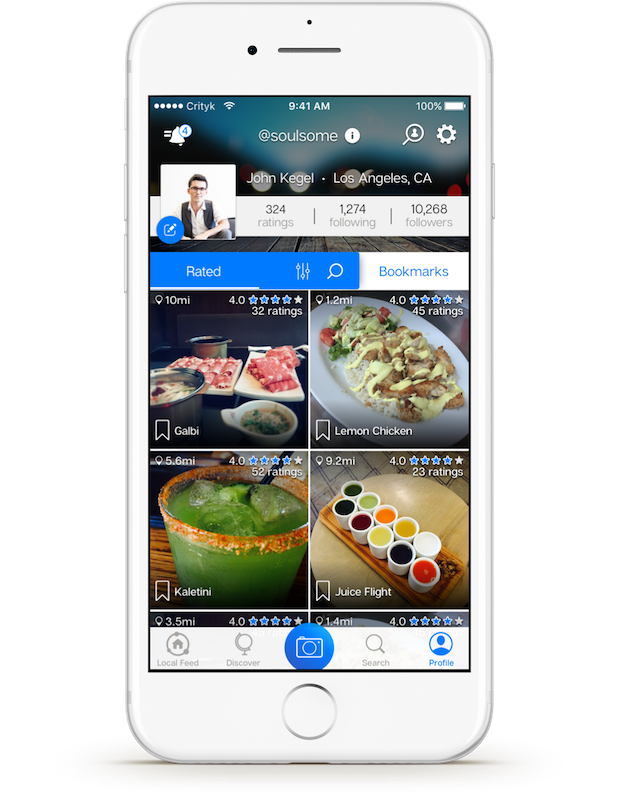 Crityk 9:41 AM 100%
4
@soulsome i
John Kegel • Los Angeles, CA
324 1,274 10,268
ratings following followers
Rated Bookmarks
10mi 4.0
32 ratings
Galbi
1.2mi 4.0
45 ratings
Lemon Chicken
5.6mi 4.0
52 ratings
Kaletini
9.2mi 4.0
23 ratings
Juice Flight
3.5mi 4.0
1.4mi 4.0
Local Feed Discover Search Profile